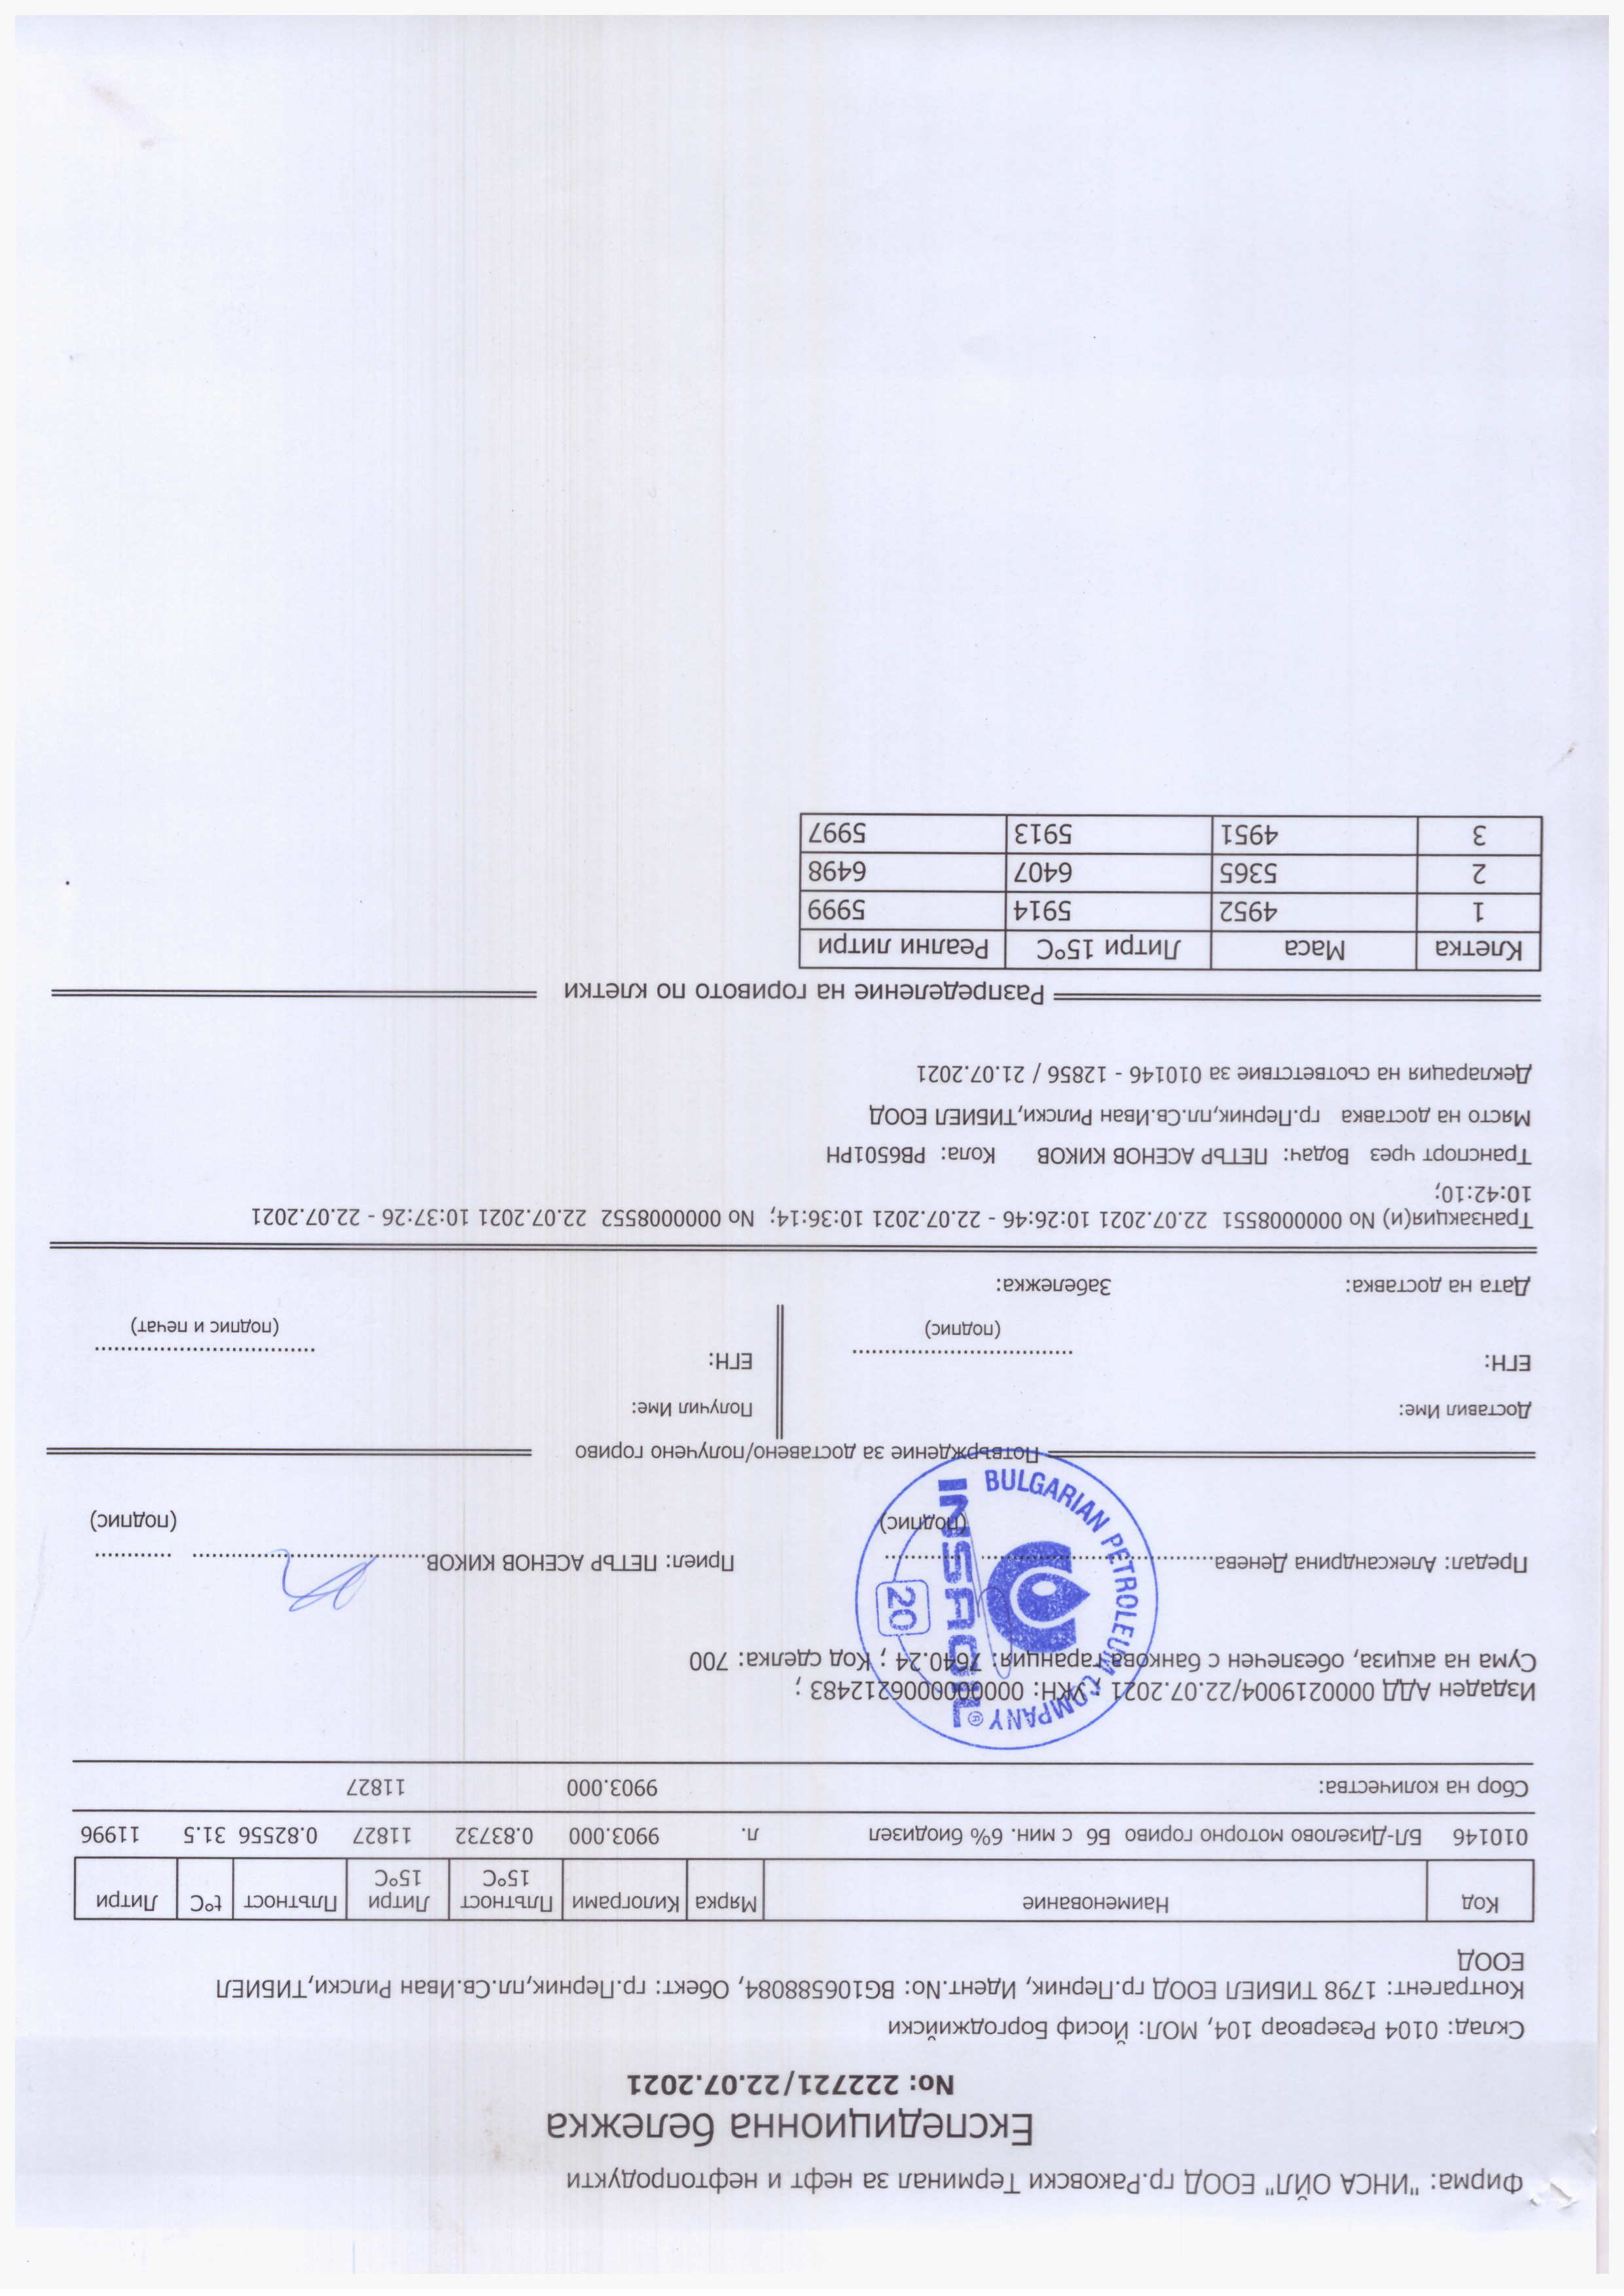 Фирма: "ИНСА ОЙЛ" ЕООД гр.Раковски Терминал за нефт и нефтопродукти
Експедиционна бележка
No: 222721/22.07.2021
Склад: 0104 Резервоар 104, МОЛ: Йосиф Боргоджийски
Контрагент: 1798 ТИБИЕЛ ЕООД гр.Перник, Идент.No: BG106588084, Обект: гр.Перник,пл.Св.Иван Рилски,ТИБИЕЛ
ЕООД
Код Наименование Мярка Килограми Плътност 15°C Литри 15°C Плътност t°C Литри
010146 БЛ-Дизелово моторно гориво Б6 с мин. 6% биодизел л. 9903.000 0.83732 11827 0.82556 31.5 11996
Сбор на количества: 9903.000 11827
Издаден АДД 0000219004/22.07.2021 ; УКН: 0000000006212483 ;
Сума на акциза, обезпечен с банкова гаранция: 7640.24 ; Код сделка: 700
Предал: Александрина Денева.................................... ............ Приел: ПЕТЪР АСЕНОВ КИКОВ.................................... ............
(подпис) (подпис)
BULGARIAN PETROLEUM COMPANY
INSAOIL®
20
Потвърждение за доставено/получено гориво
Доставил Име: Получил Име:
ЕГН: .................................. ЕГН: ..................................
(подпис) (подпис и печат)
Дата на доставка: Забележка:
Транзакция(и) No 0000008551 22.07.2021 10:26:46 - 22.07.2021 10:36:14; No 0000008552 22.07.2021 10:37:26 - 22.07.2021
10:42:10;
Транспорт чрез Водач: ПЕТЪР АСЕНОВ КИКОВ Кола: PB6501PH
Място на доставка гр.Перник,пл.Св.Иван Рилски,ТИБИЕЛ ЕООД
Декларация на сьответствие за 010146 - 12856 / 21.07.2021
Разпределение на горивото по клетки
Клетка Маса Литри 15°C Реални литри
1 4952 5914 5999
2 5365 6407 6498
3 4951 5913 5997